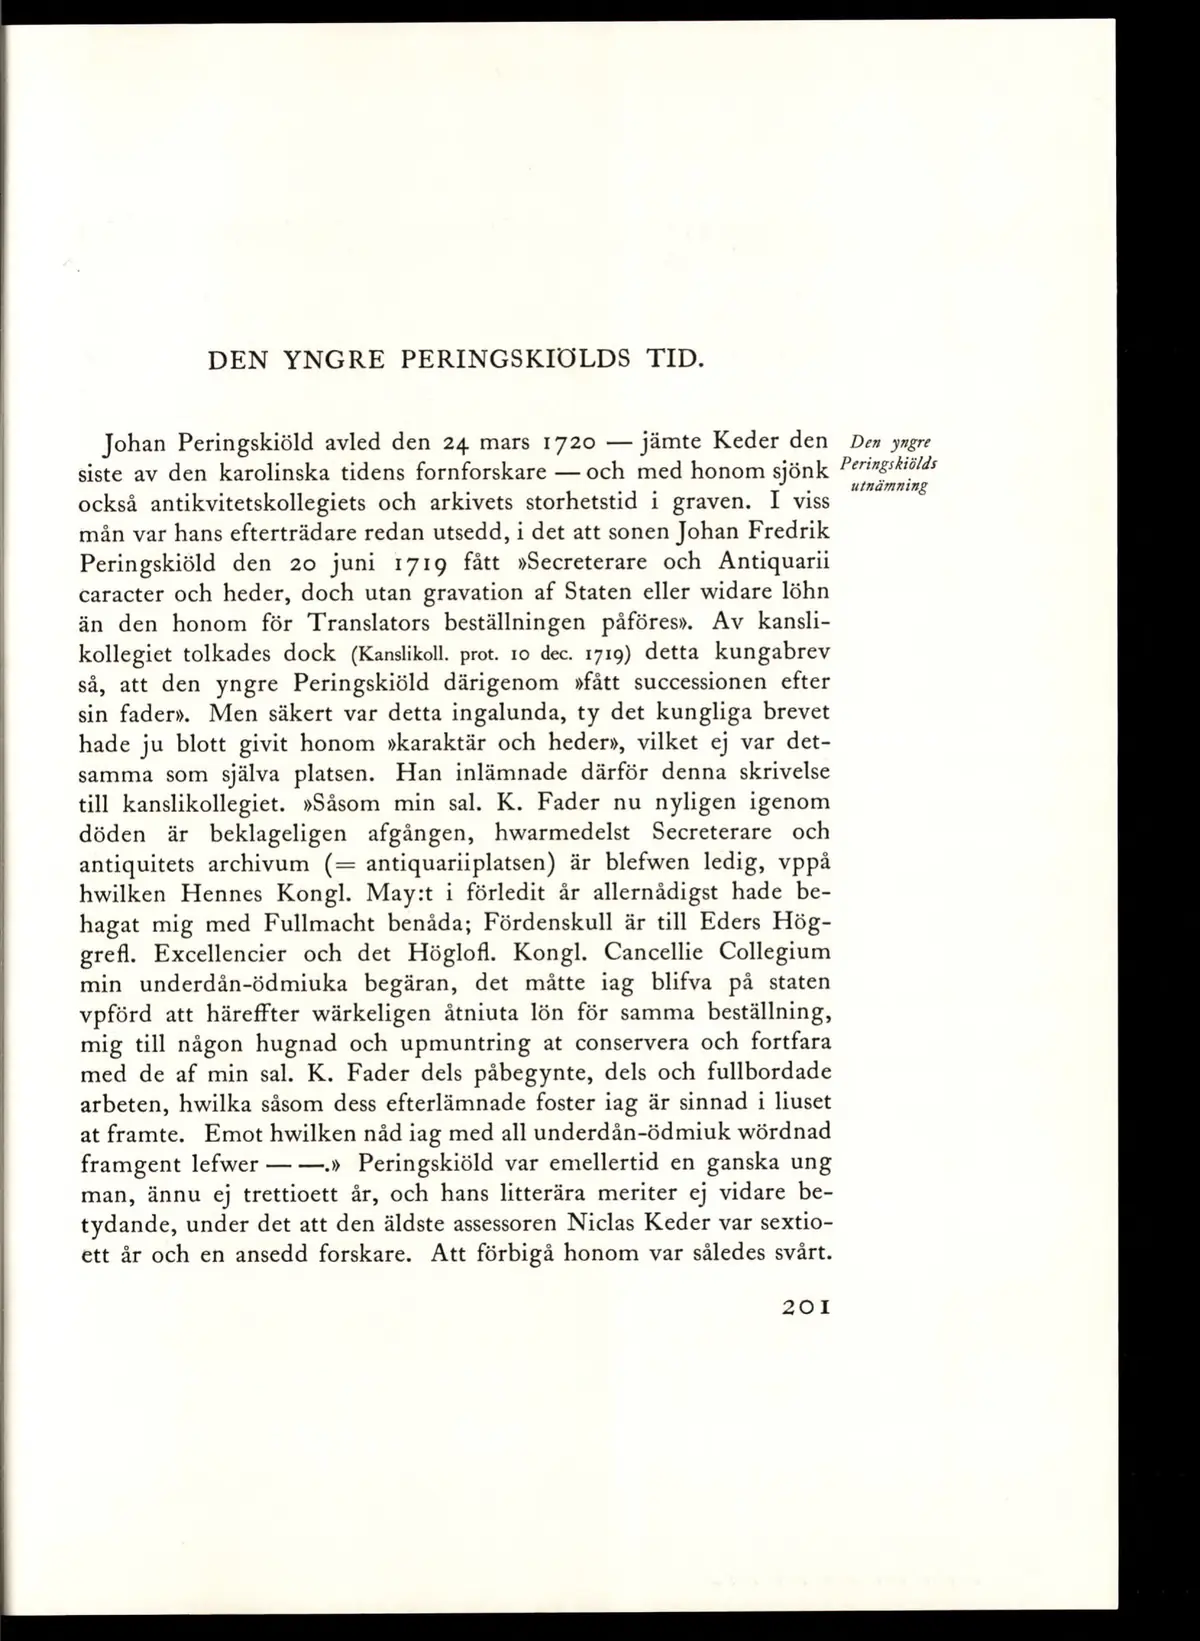 DEN YNGRE PERINGSKIÖLDS TID.
Johan Peringskiöld avled den 24 mars 1720 — jämte Keder den
siste av den karolinska tidens fornforskare — och med honom sjönk
också antikvitetskollegiets och arkivets storhetstid i graven. I viss
mån var hans efterträdare redan utsedd, i det att sonen Johan Fredrik
Peringskiöld den 20 juni 1719 fått »Secreterare och Antiquarii
caracter och heder, doch utan gravation af Staten eller widare löhn
än den honom för Translators beställningen påföres». Av kansli-
kollegiet tolkades dock (Kanslikoll. prot. 10 dec. 1719) detta kungabrev
så, att den yngre Peringskiöld därigenom »fått successionen efter
sin fader». Men säkert var detta ingalunda, ty det kungliga brevet
hade ju blott givit honom »karaktär och heder», vilket ej var det-
samma som själva platsen. Han inlämnade därför denna skrivelse
till kanslikollegiet. »Såsom min sal. K. Fader nu nyligen igenom
döden är beklageligen afgången, hwarmedelst Secreterare och
antiquitets archivum (= antiquariiplatsen) är blefwen ledig, vppå
hwilken Hennes Kongl. May:t i förledit år allernådigst hade be-
hagat mig med Fullmacht benåda; Fördenskull är till Eders Hög-
grefl. Excellencier och det Höglofl. Kongl. Cancellie Collegium
min underdån-ödmiuka begäran, det måtte iag blifva på staten
vpförd att häreffter wärkeligen åtniuta lön för samma beställning,
mig till någon hugnad och upmuntring at conservera och fortfara
med de af min sal. K. Fader dels påbegynte, dels och fullbordade
arbeten, hwilka såsom dess efterlämnade foster iag är sinnad i liuset
at framte. Emot hwilken nåd iag med all underdån-ödmiuk wördnad
framgent lefwer — —.» Peringskiöld var emellertid en ganska ung
man, ännu ej trettioett år, och hans litterära meriter ej vidare be-
tydande, under det att den äldste assessoren Niclas Keder var sextio-
ett år och en ansedd forskare. Att förbigå honom var således svårt.
Den yngre
Peringskiölds
utnämning
201